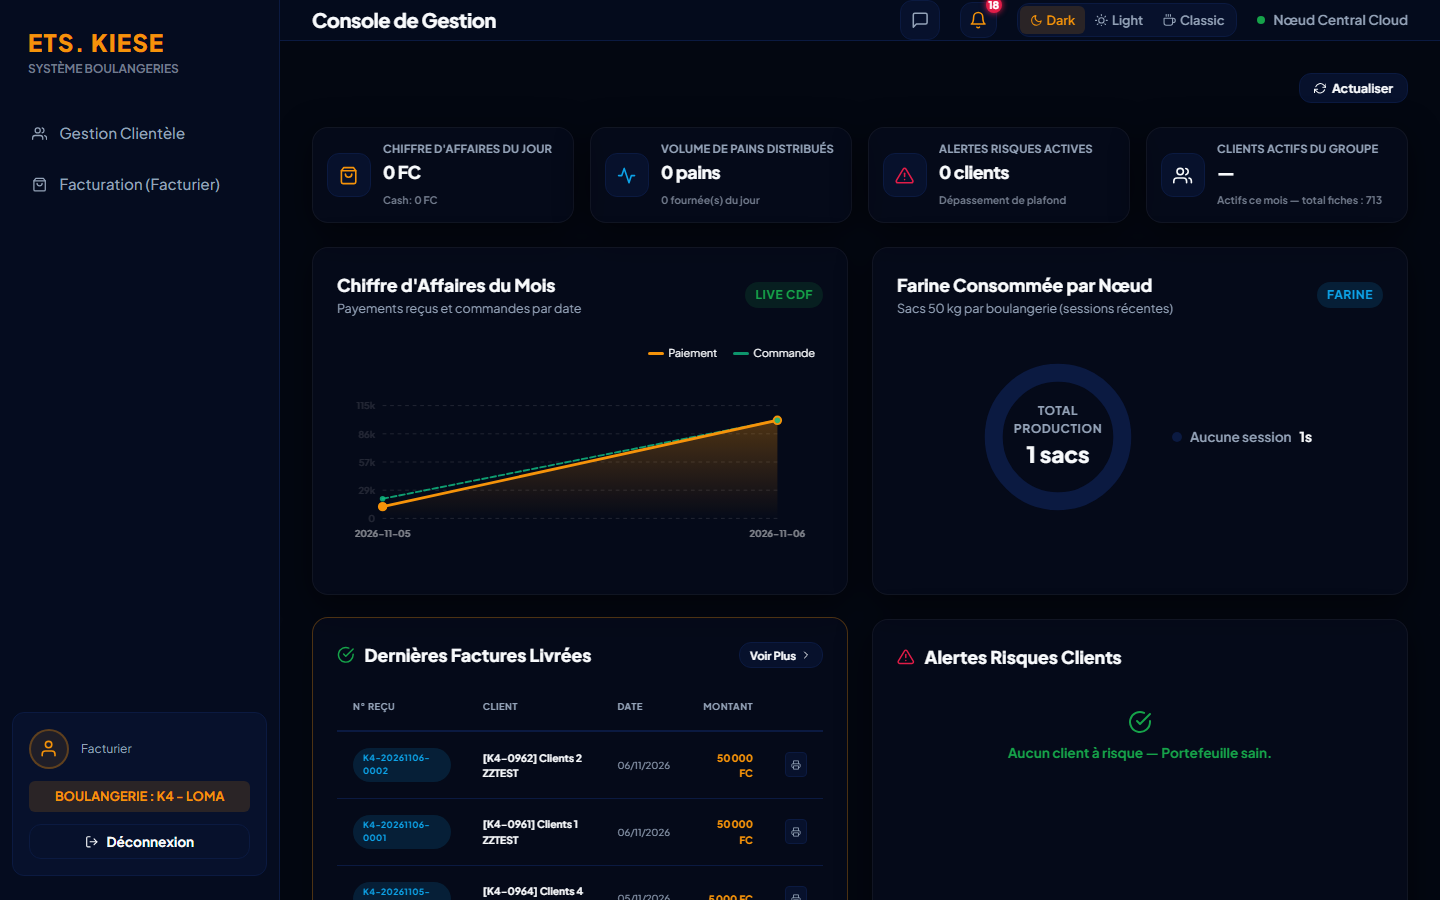 ETS. KIESE
SYSTÈME BOULANGERIES
Gestion Clientèle
Facturation (Facturier)
Facturier
BOULANGERIE : K4 - LOMA
Déconnexion
Console de Gestion
18
Dark
Light
Classic
Nœud Central Cloud
Actualiser
CHIFFRE D'AFFAIRES DU JOUR
0 FC
Cash: 0 FC
VOLUME DE PAINS DISTRIBUÉS
0 pains
0 fournée(s) du jour
ALERTES RISQUES ACTIVES
0 clients
Dépassement de plafond
CLIENTS ACTIFS DU GROUPE
—
Actifs ce mois — total fiches : 713
Chiffre d'Affaires du Mois
Payements reçus et commandes par date
LIVE CDF
Paiement
Commande
115k
86k
57k
29k
0
2026-11-05
2026-11-06
Farine Consommée par Nœud
Sacs 50 kg par boulangerie (sessions récentes)
FARINE
TOTAL
PRODUCTION
1 sacs
Aucune session 1s
Dernières Factures Livrées
Voir Plus
N° REÇU CLIENT DATE MONTANT
K4-20261106-
0002
[K4-0962] Clients 2
ZZTEST
06/11/2026
50 000
FC
K4-20261106-
0001
[K4-0961] Clients 1
ZZTEST
06/11/2026
50 000
FC
K4-20261105-
[K4-0964] Clients 4
05/11/2026
5 000 FC
Alertes Risques Clients
Aucun client à risque — Portefeuille sain.